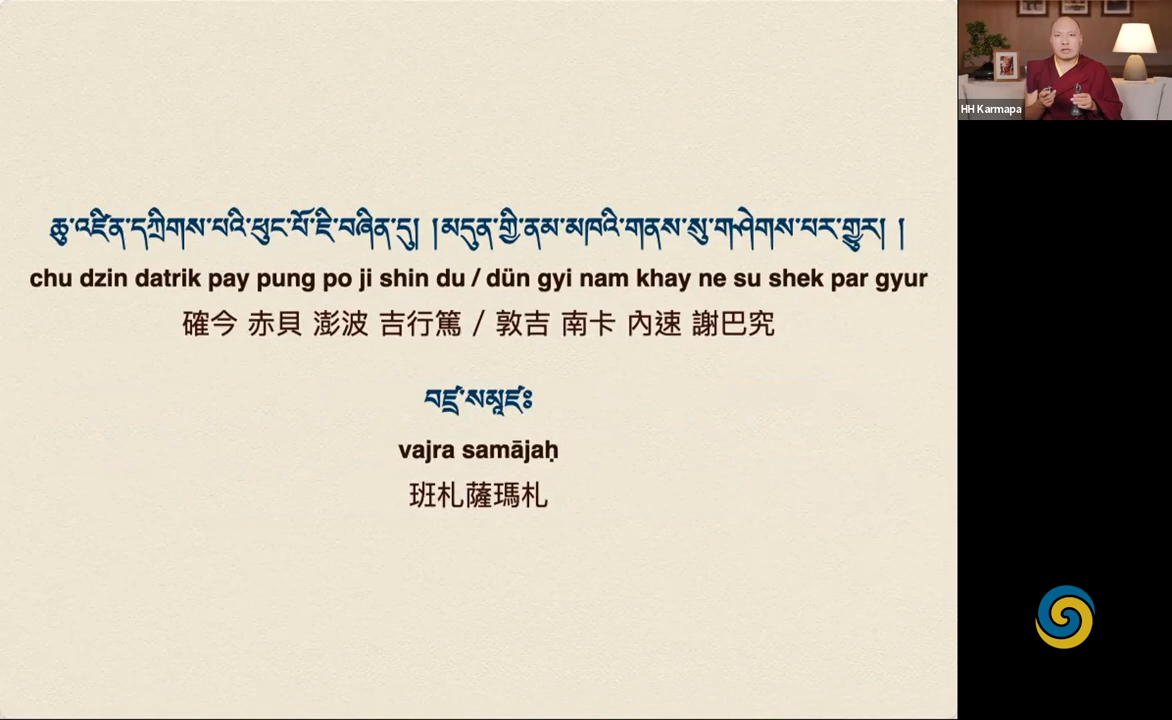 ཆུ་འཛིན་དཀྲིགས་པའི་ཕུང་པོ་ཇི་བཞིན་དུ། །མདུན་གྱི་ནམ་མཁའི་གནས་སུ་གཤེགས་པར་གྱུར། །
chu dzin datrik pay pung po ji shin du / dün gyi nam khay ne su shek par gyur
確今 赤貝 澎波 吉行篤 / 敦吉 南卡 內速 謝巴究
བཛྲ་སམཱཛཿ
vajra samājaḥ
班札薩瑪札
HH Karmapa